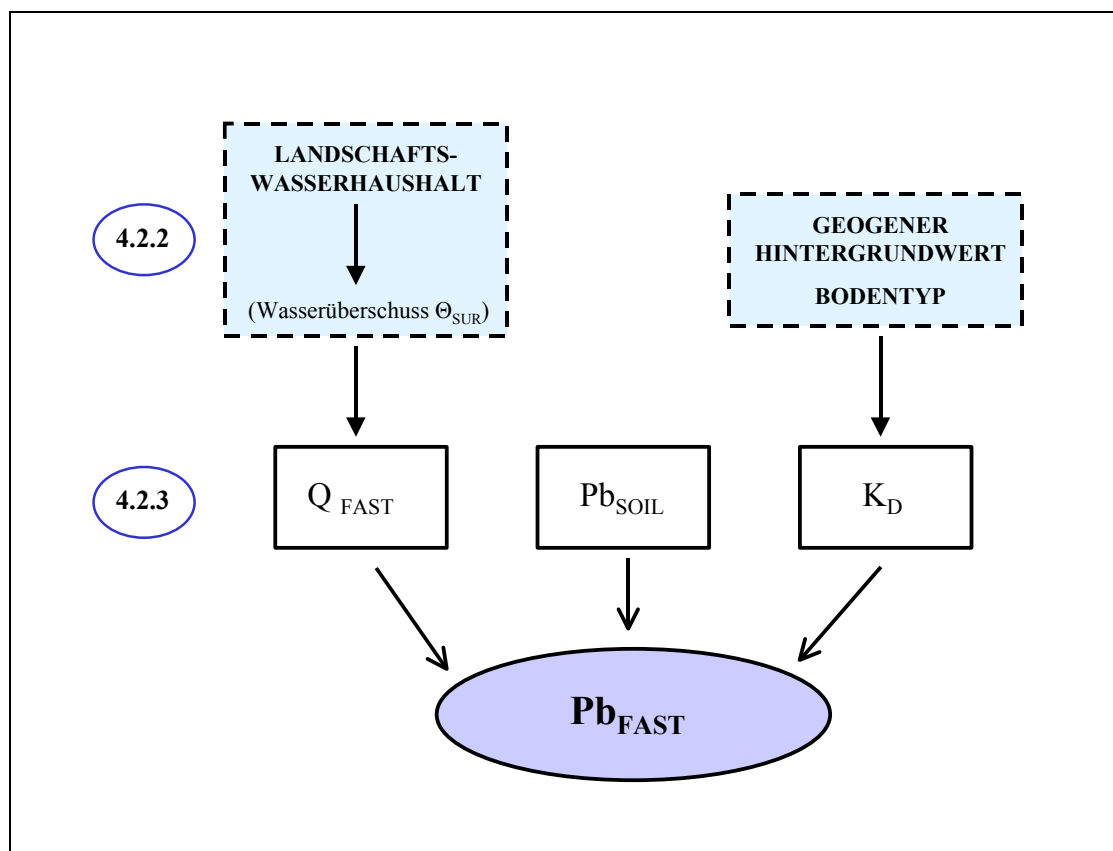 LANDSCHAFTS-
WASSERHAUSHALT
(Wasserüberschuss ΘSUR)
4.2.2
GEOGENER
HINTERGRUNDWERT
BODENTYP
4.2.3
Q FAST
PbSOIL
KD
PbFAST